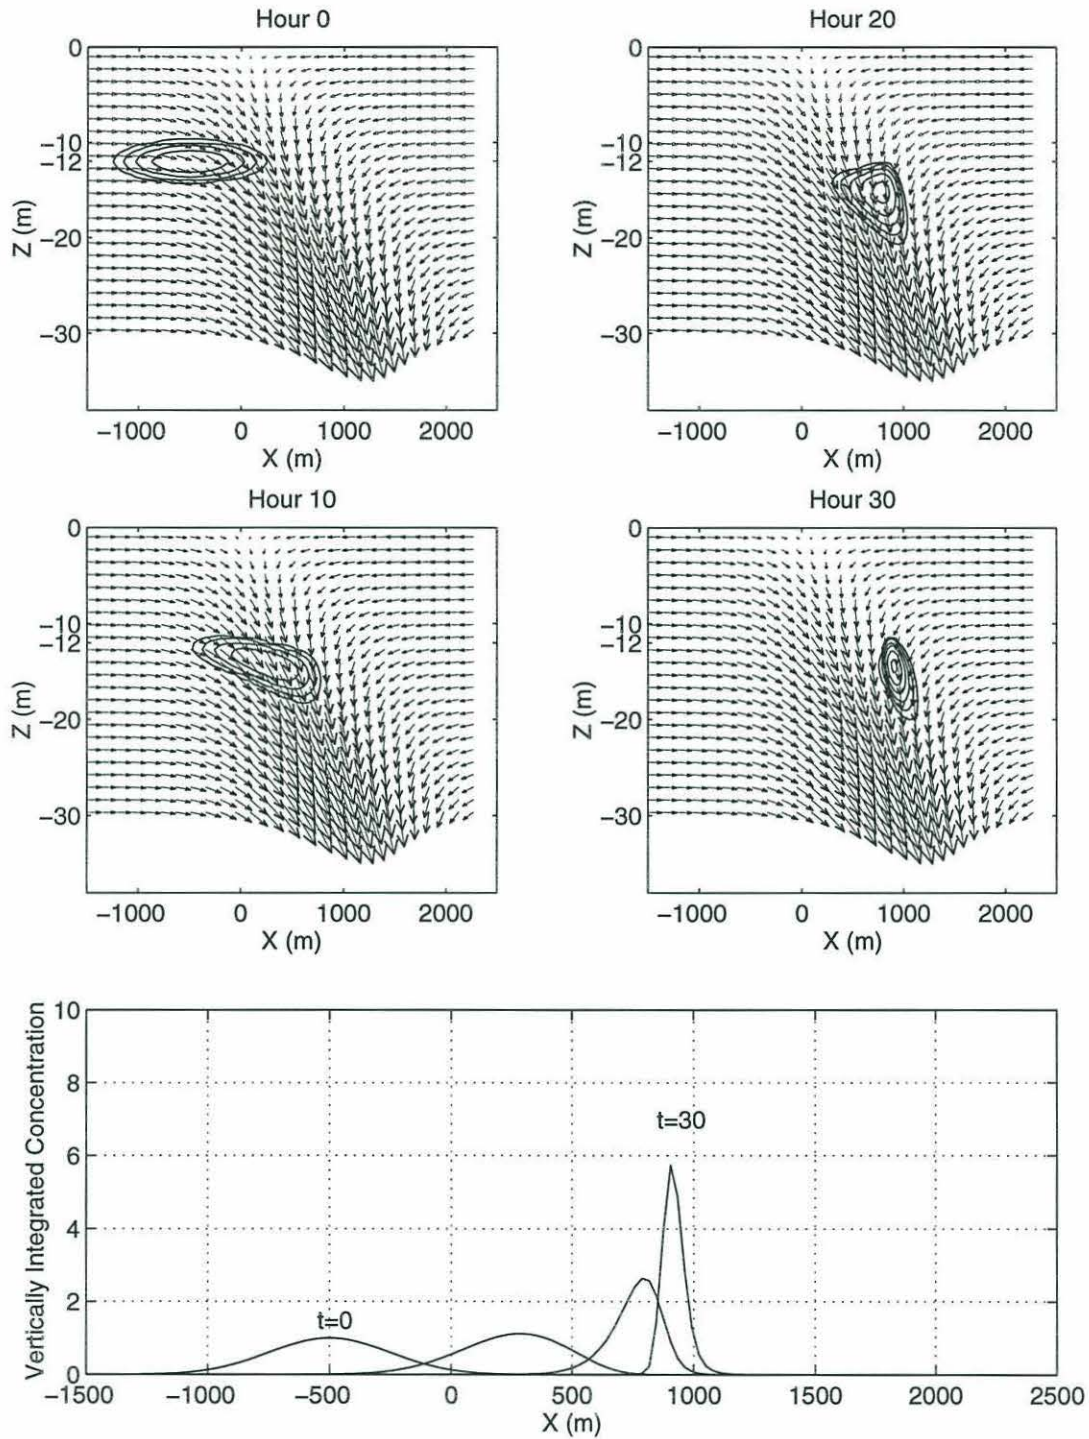 Hour 0
0
−10
−12
−20
−30
Z (m)
−1000 0 1000 2000
X (m)
Hour 20
0
−10
−12
−20
−30
Z (m)
−1000 0 1000 2000
X (m)
Hour 10
0
−10
−12
−20
−30
Z (m)
−1000 0 1000 2000
X (m)
Hour 30
0
−10
−12
−20
−30
Z (m)
−1000 0 1000 2000
X (m)
Vertically Integrated Concentration
10
8
6
4
2
0
t=30
t=0
−1500 −1000 −500 0 500 1000 1500 2000 2500
X (m)